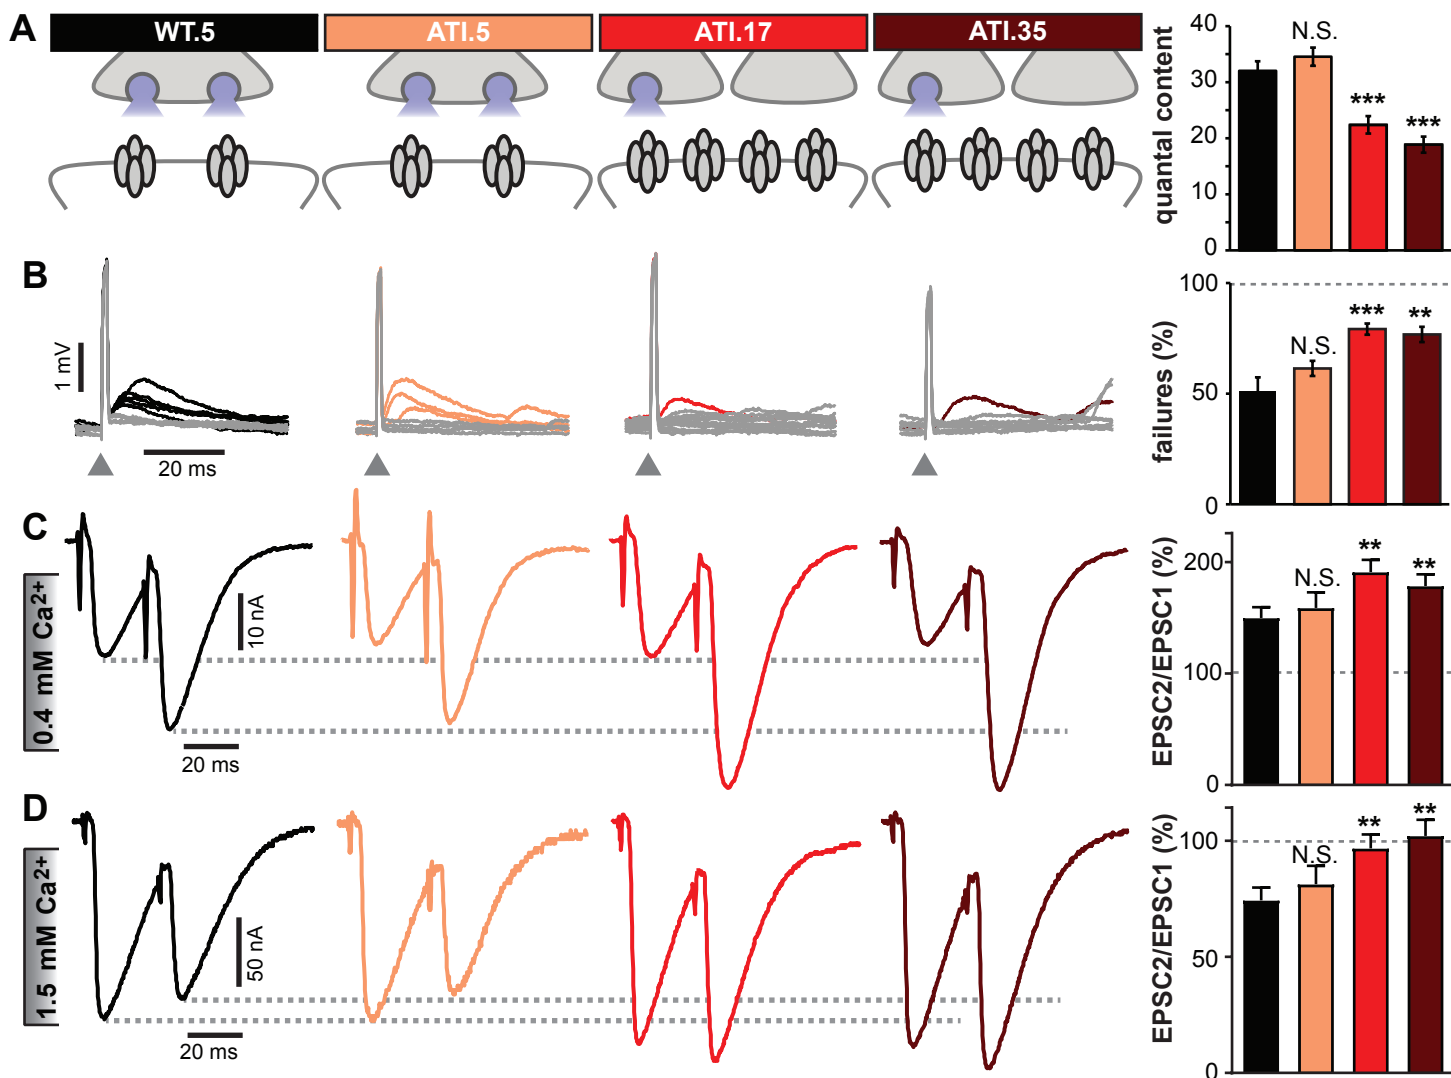 A
WT.5
ATI.5
ATI.17
ATI.35
quantal content
40
30
20
10
0
N.S.
***
***
B
1 mV
20 ms
failures (%)
100
50
0
N.S.
***
**
C
0.4 mM Ca2+
10 nA
20 ms
EPSC2/EPSC1 (%)
200
100
0
N.S.
**
**
D
1.5 mM Ca2+
50 nA
20 ms
EPSC2/EPSC1 (%)
100
50
0
N.S.
**
**